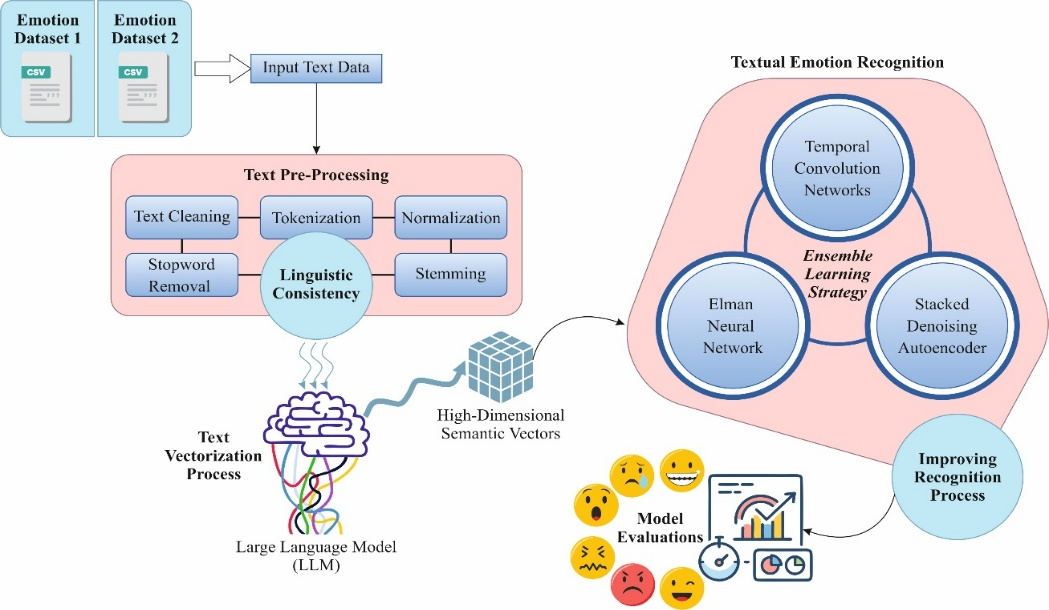 Emotion
Dataset 1
CSV
Emotion
Dataset 2
CSV
Input Text Data
Text Pre-Processing
Text Cleaning
Tokenization
Normalization
Stopword
Removal
Linguistic
Consistency
Stemming
Text
Vectorization
Process
Large Language Model
(LLM)
High-Dimensional
Semantic Vectors
Textual Emotion Recognition
Temporal
Convolution
Networks
Ensemble
Learning
Strategy
Elman
Neural
Network
Stacked
Denoising
Autoencoder
Improving
Recognition
Process
Model
Evaluations